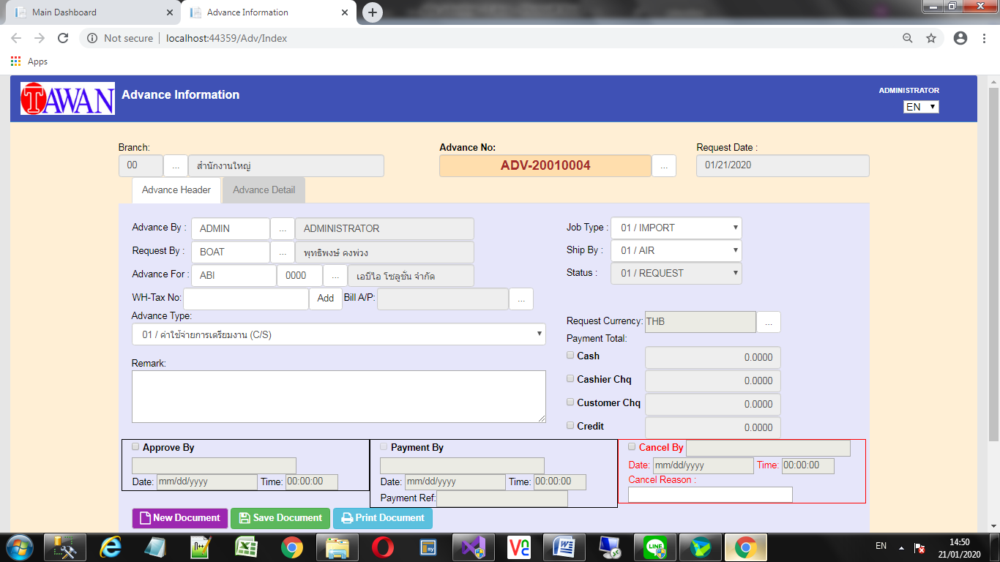 Main Dashboard
Advance Information
Not secure
localhost:44359/Adv/Index
Apps
TAWAN
Advance Information
ADMINISTRATOR
EN
Branch:
Advance No:
Request Date :
00 ... สำนักงานใหญ่
ADV-20010004 ...
01/21/2020
Advance Header
Advance Detail
Advance By : ADMIN ... ADMINISTRATOR
Job Type : 01 / IMPORT
Request By : BOAT ... พุทธิพงษ์ คงพ่วง
Ship By : 01 / AIR
Advance For : ABI 0000 ... เอบีไอ โซลูชั่น จำกัด
Status : 01 / REQUEST
WH-Tax No: Add Bill A/P: ...
Advance Type:
Request Currency: THB ...
01 / ค่าใช้จ่ายการเตรียมงาน (C/S)
Payment Total:
Cash 0.0000
Remark:
Cashier Chq 0.0000
Customer Chq 0.0000
Credit 0.0000
Approve By
Date: mm/dd/yyyy Time: 00:00:00
Payment By
Date: mm/dd/yyyy Time: 00:00:00
Payment Ref:
Cancel By
Date: mm/dd/yyyy Time: 00:00:00
Cancel Reason :
New Document
Save Document
Print Document
EN
14:50
21/01/2020